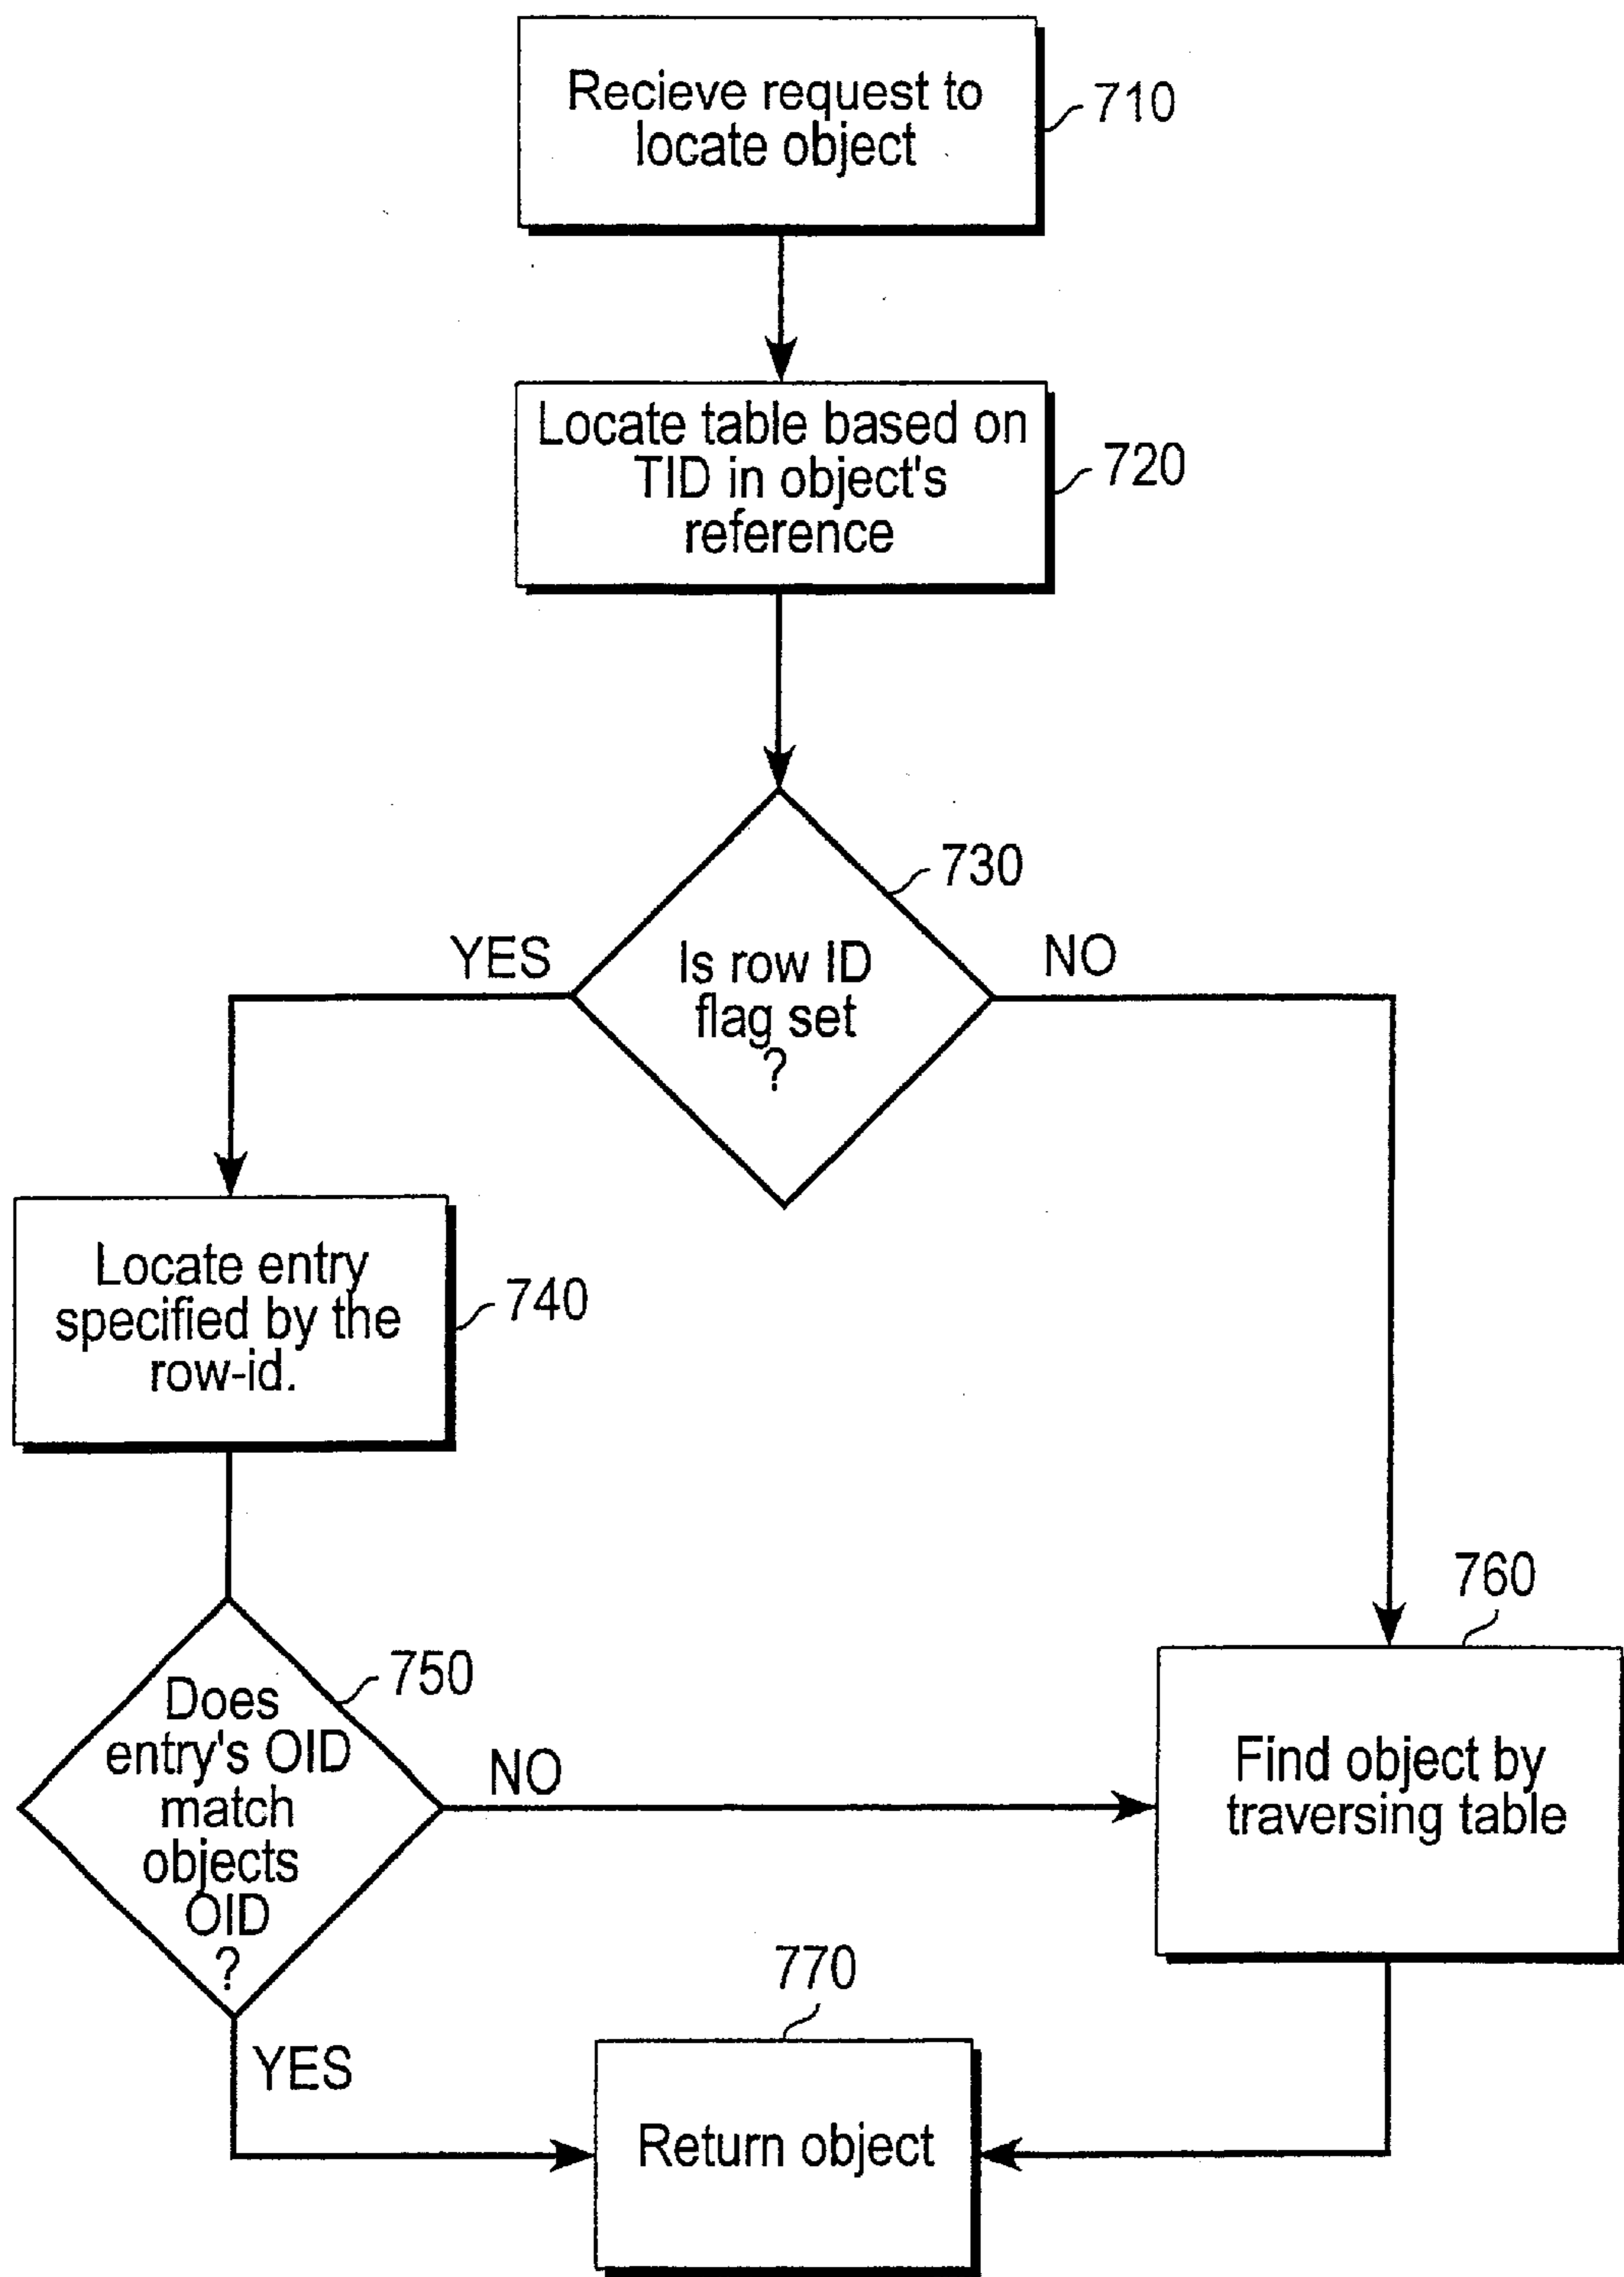 Recieve request to
locate object
710
Locate table based on
TID in object's
reference
720
730
YES
Is row ID
flag set
?
NO
Locate entry
specified by the
row-id.
740
750
Does
entry's OID
match
objects
OID
?
NO
YES
760
Find object by
traversing table
770
Return object